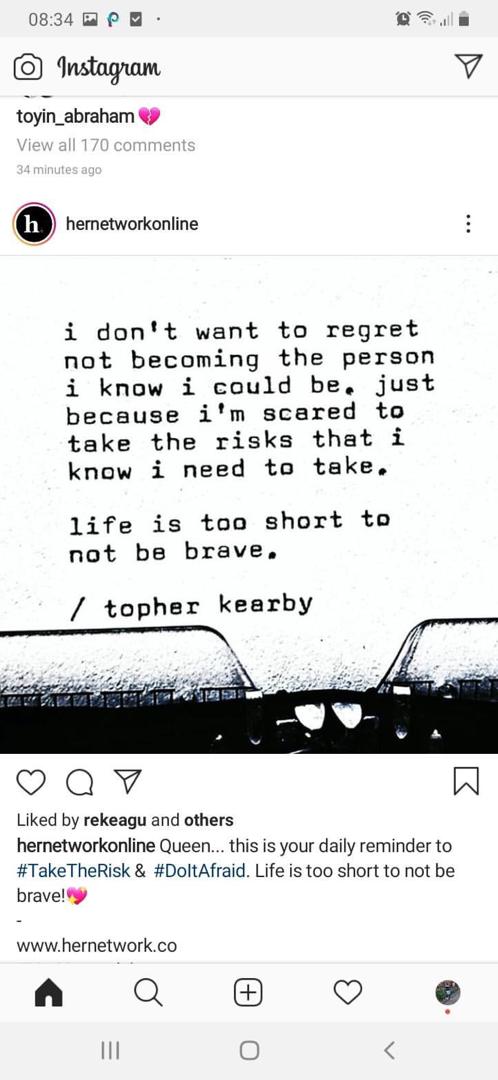 08:34
Instagram
toyin_abraham 💔
View all 170 comments
34 minutes ago
h
hernetworkonline
i don't want to regret
not becoming the person
i know i could be. just
because i'm scared to
take the risks that i
know i need to take.
life is too short to
not be brave.
/ topher kearby
Liked by rekeagu and others
hernetworkonline Queen... this is your daily reminder to
#TakeTheRisk & #DoItAfraid. Life is too short to not be
brave!💖
-
www.hernetwork.co